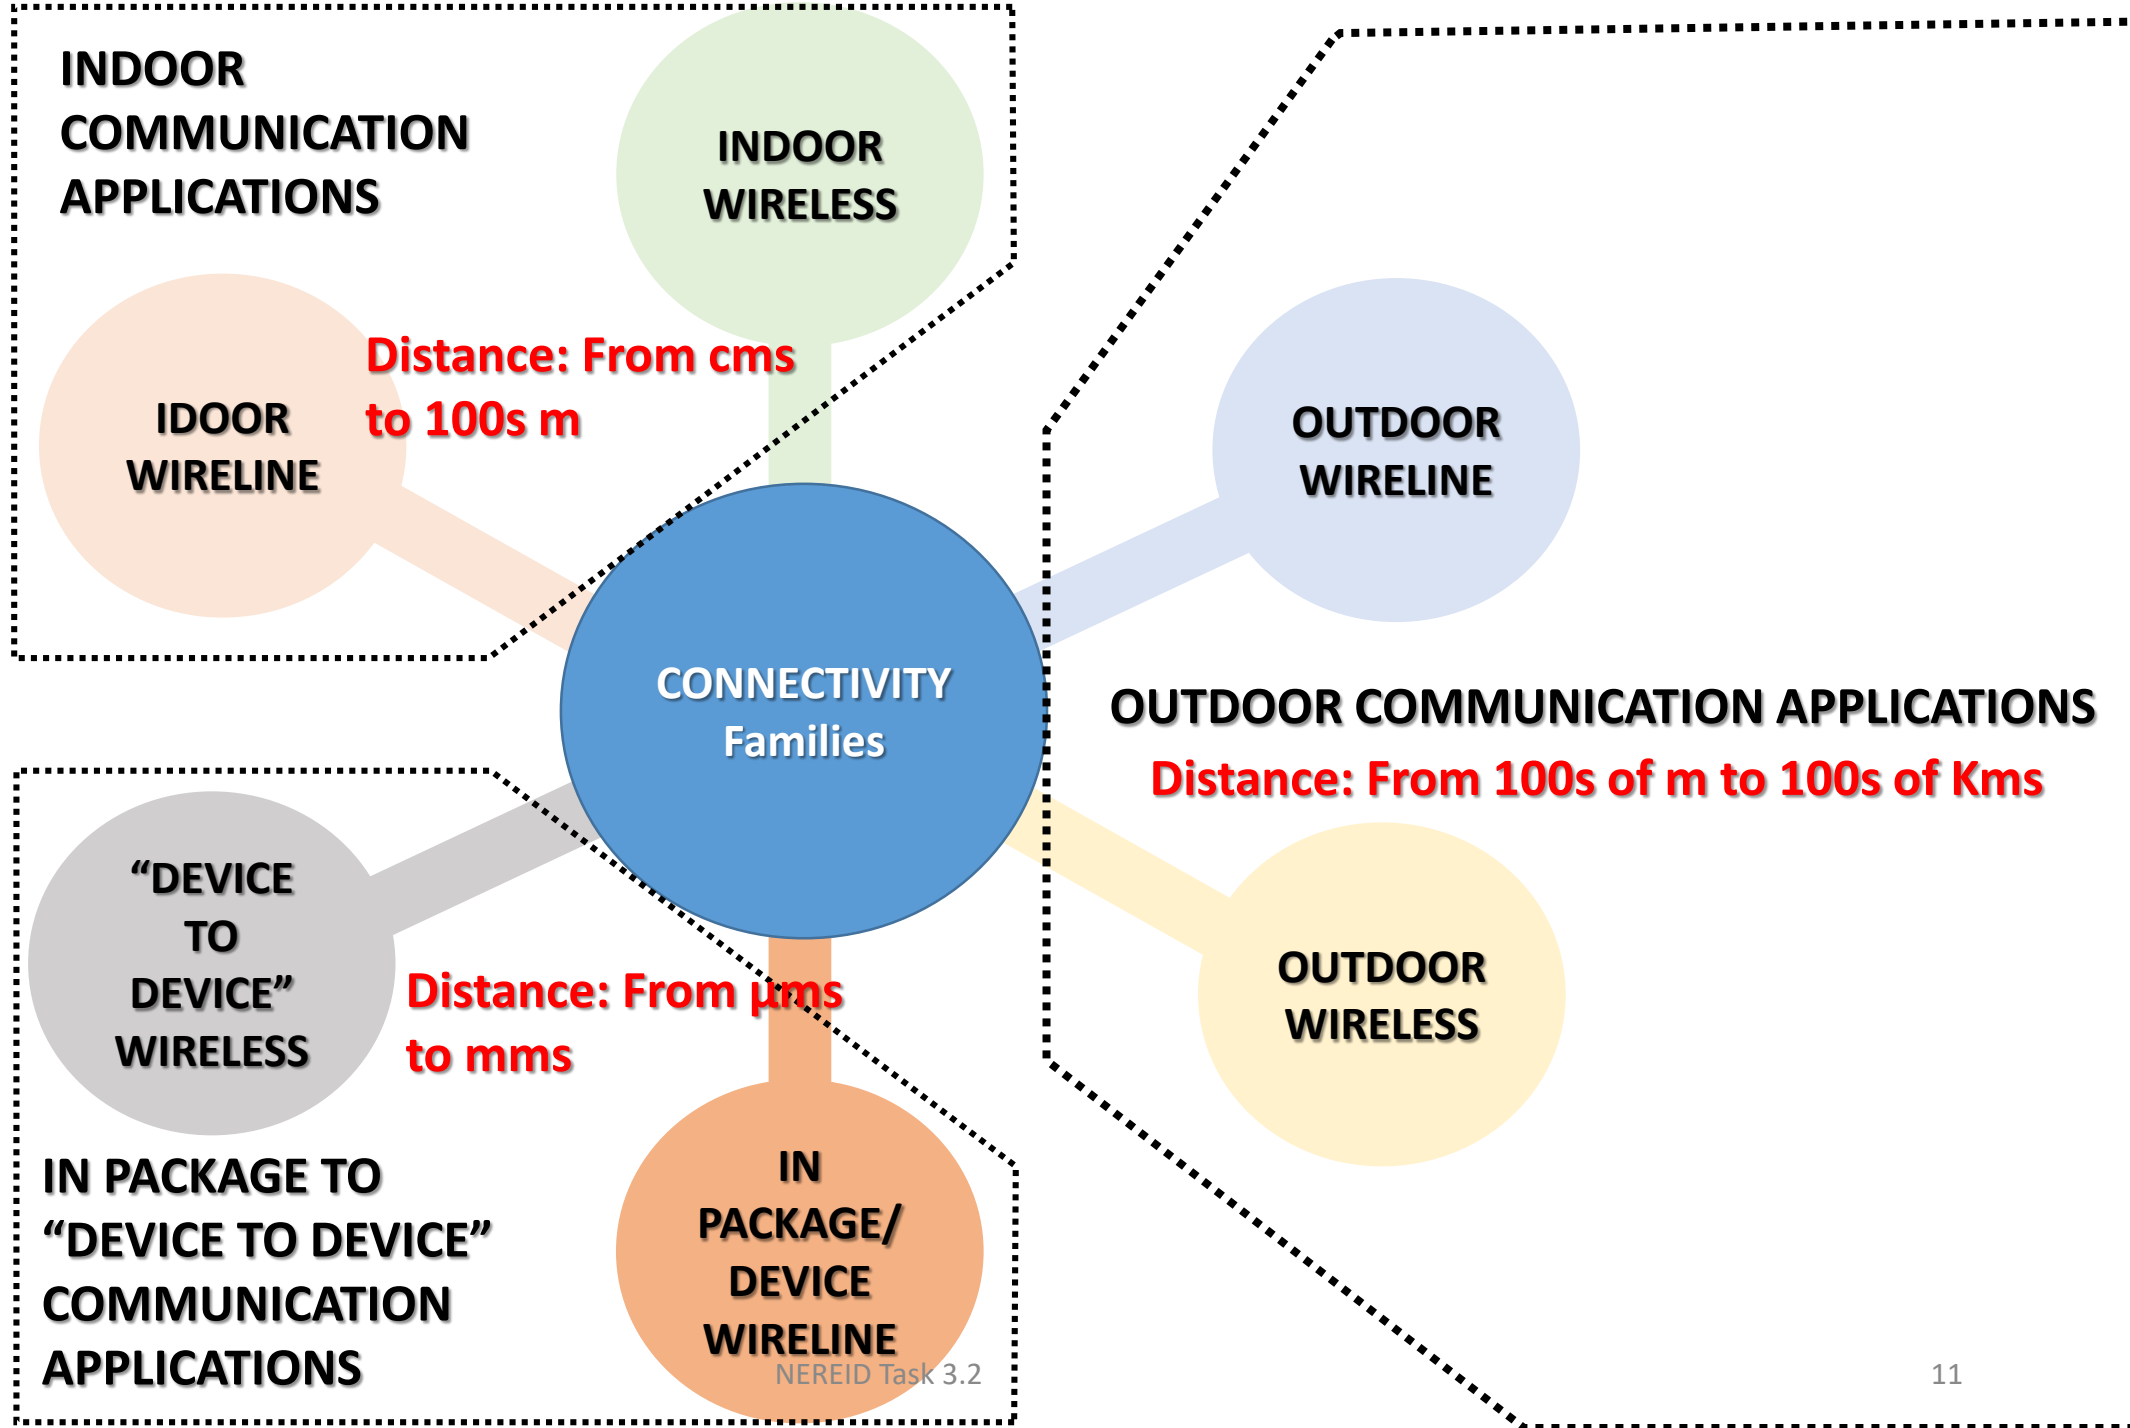 INDOOR
COMMUNICATION
APPLICATIONS
INDOOR
WIRELESS
Distance: From cms
to 100s m
IDOOR
WIRELINE
OUTDOOR
WIRELINE
CONNECTIVITY
Families
OUTDOOR COMMUNICATION APPLICATIONS
Distance: From 100s of m to 100s of Kms
“DEVICE
TO
DEVICE”
WIRELESS
Distance: From µms
to mms
OUTDOOR
WIRELESS
IN PACKAGE TO
“DEVICE TO DEVICE”
COMMUNICATION
APPLICATIONS
IN
PACKAGE/
DEVICE
WIRELINE
NEREID Task 3.2
11